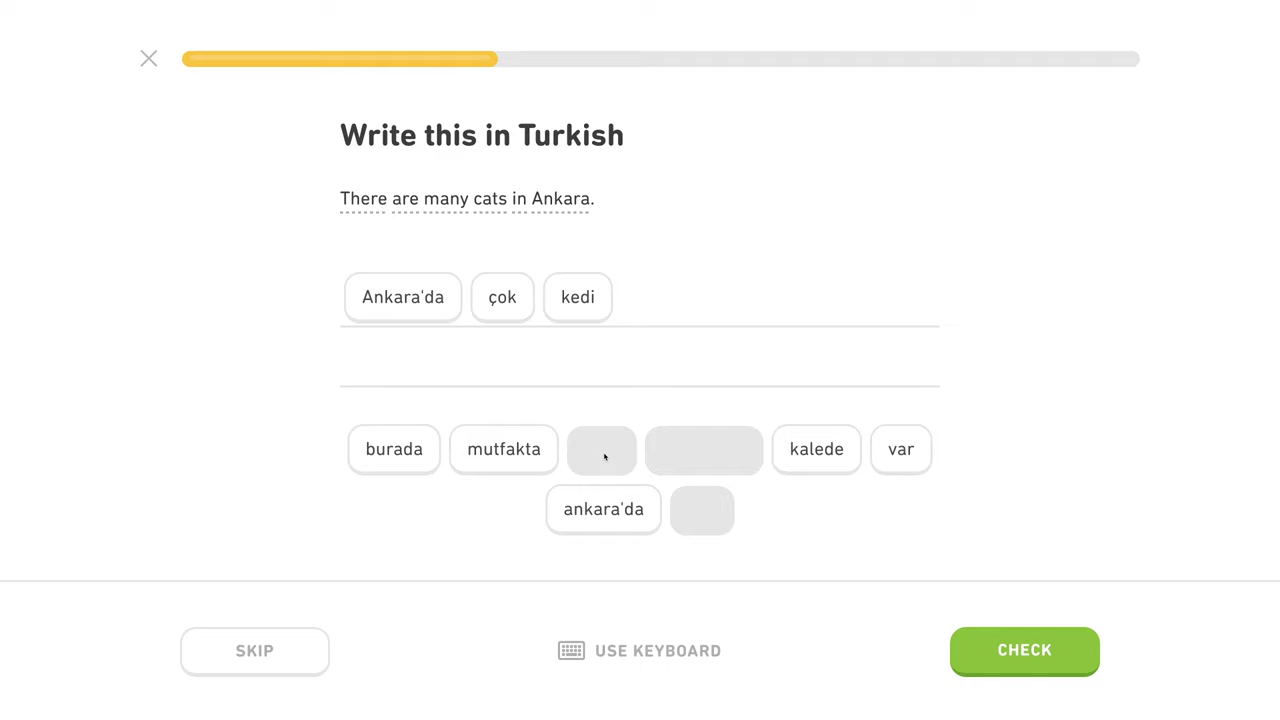 Write this in Turkish
There are many cats in Ankara.
Ankara'da çok kedi
burada mutfakta kalede var
ankara'da
SKIP USE KEYBOARD CHECK